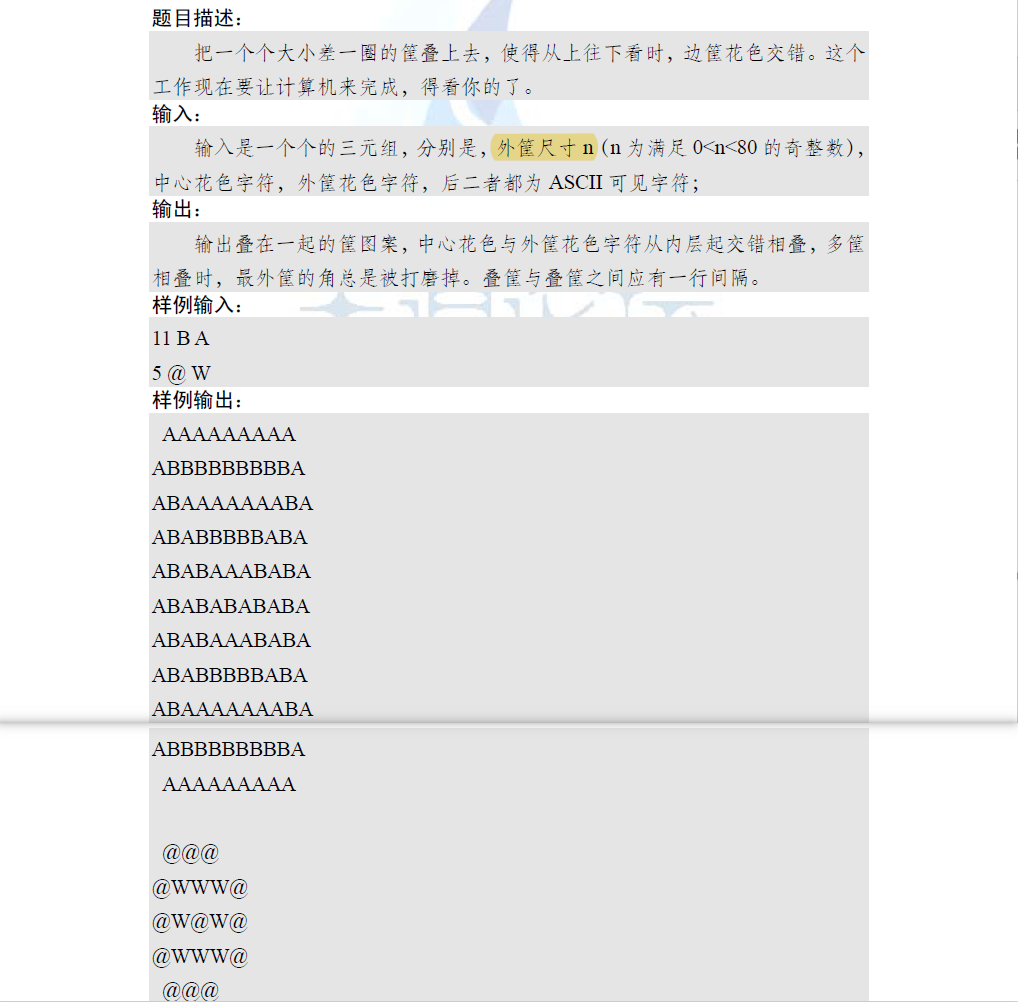 题目描述：
把一个个大小差一圈的筐叠上去，使得从上往下看时，边筐花色交错。这个
工作现在要让计算机来完成，得看你的了。
输入：
输入是一个个的三元组，分别是，外筐尺寸 n（n 为满足 0<n<80 的奇整数），
中心花色字符，外筐花色字符，后二者都为 ASCII 可见字符；
输出：
输出叠在一起的筐图案，中心花色与外筐花色字符从内层起交错相叠，多筐
相叠时，最外筐的角总是被打磨掉。叠筐与叠筐之间应有一行间隔。
样例输入：
11 B A
5 @ W
样例输出：
AAAAAAAAA
ABBBBBBBBBA
ABAAAAAAABA
ABABBBBBABA
ABABAAABABA
ABABABABABA
ABABAAABABA
ABABBBBBABA
ABAAAAAAABA
ABBBBBBBBBA
AAAAAAAAA
@@@
@WWW@
@W@W@
@WWW@
@@@